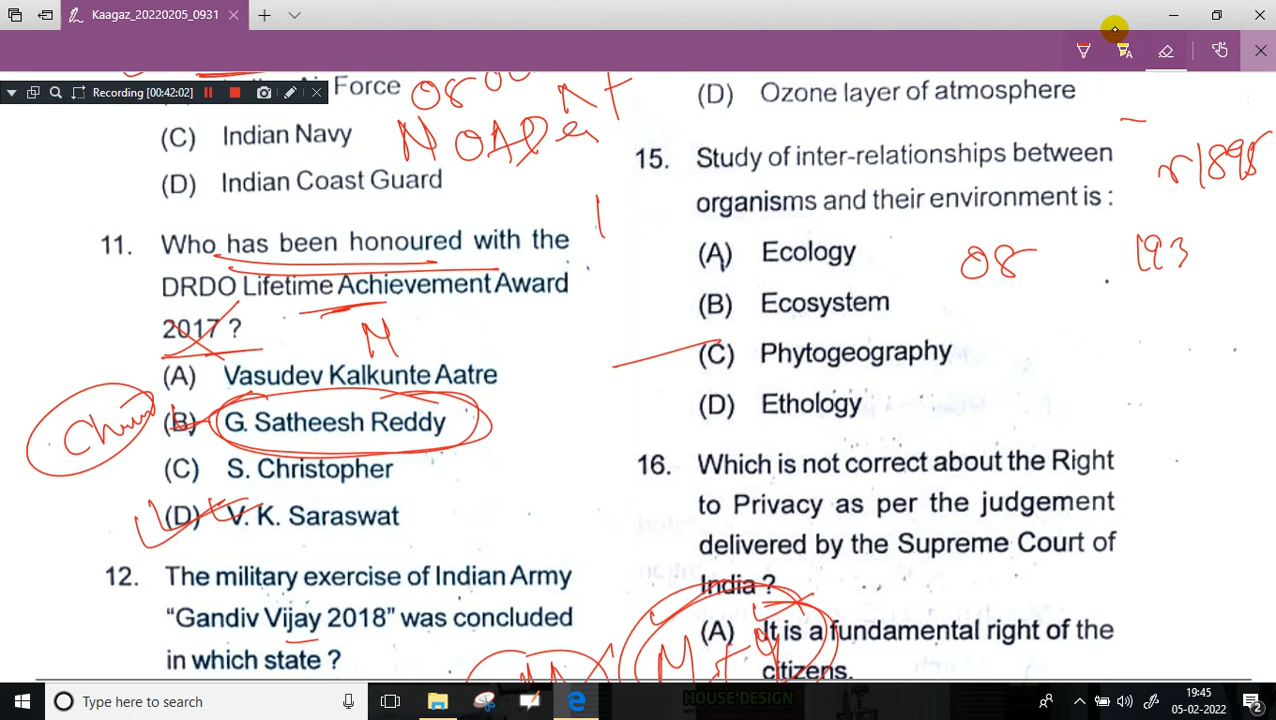 Kaagaz_20220205_0931
Recording [00:42:02]
Force
(C) Indian Navy
(D) Indian Coast Guard
11. Who has been honoured with the
DRDO Lifetime Achievement Award
2017 ?
(A) Vasudev Kalkunte Aatre
(B) G. Satheesh Reddy
(C) S. Christopher
(D) V. K. Saraswat
12. The military exercise of Indian Army
“Gandiv Vijay 2018” was concluded
in which state ?
N
(D) Ozone layer of atmosphere
15. Study of inter-relationships between
organisms and their environment is :
(A) Ecology
(B) Ecosystem
(C) Phytogeography
(D) Ethology
08
193
16. Which is not correct about the Right
to Privacy as per the judgement
delivered by the Supreme Court of
India ?
(A) It is a fundamental right of the
citizens.
HOUSE DESIGN
Type here to search
19:45
05-02-2022
2